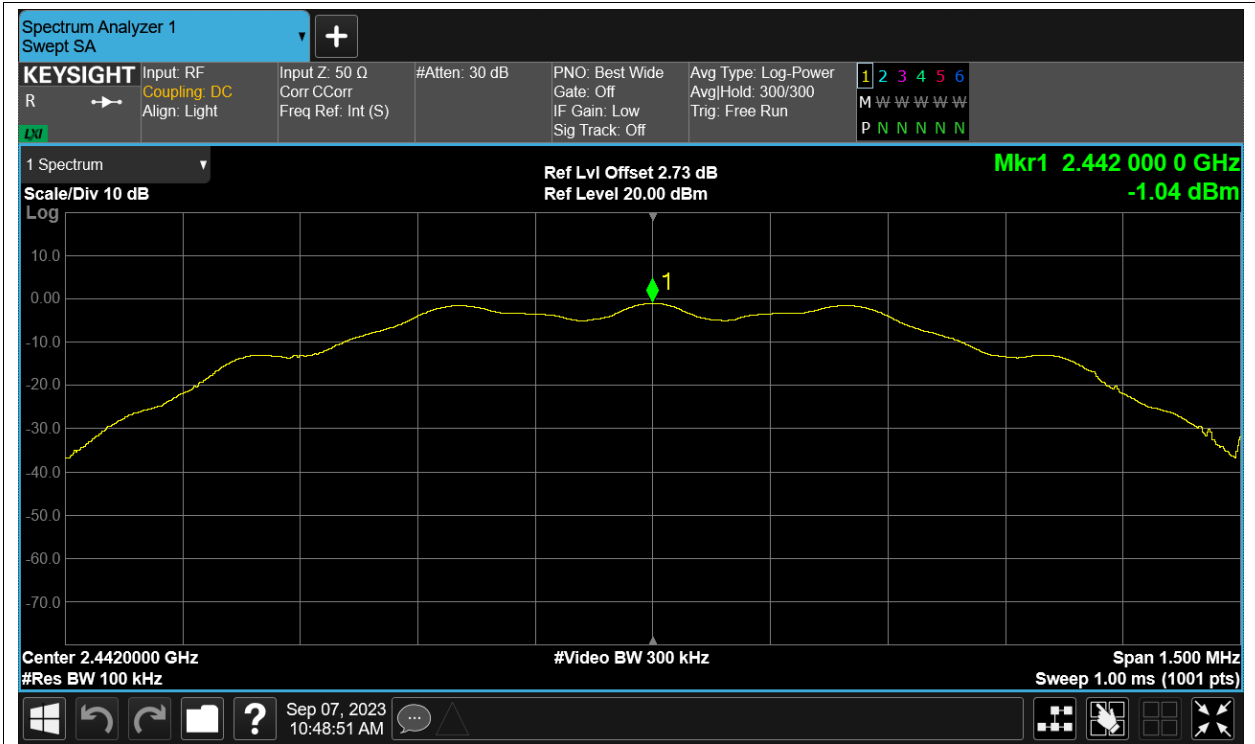 Spectrum Analyzer 1
Swept SA
+
KEYSIGHT
R
LXI
Input: RF
Coupling: DC
Align: Light
Input Z: 50 Ω
Corr CCorr
Freq Ref: Int (S)
#Atten: 30 dB
PNO: Best Wide
Gate: Off
IF Gain: Low
Sig Track: Off
Avg Type: Log-Power
Avg|Hold: 300/300
Trig: Free Run
1 2 3 4 5 6
M W W W W W
P N N N N N
1 Spectrum
Scale/Div 10 dB
Log
Ref Lvl Offset 2.73 dB
Ref Level 20.00 dBm
Mkr1 2.442 000 0 GHz
-1.04 dBm
1
10.0
0.00
-10.0
-20.0
-30.0
-40.0
-50.0
-60.0
-70.0
Center 2.4420000 GHz
#Res BW 100 kHz
#Video BW 300 kHz
Span 1.500 MHz
Sweep 1.00 ms (1001 pts)
?
Sep 07, 2023
10:48:51 AM